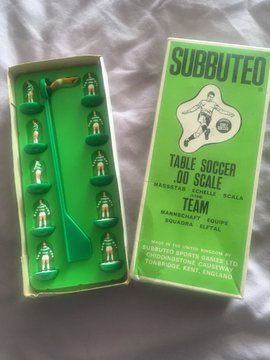 SUBBUTEO
TABLE SOCCER
.00 SCALE
MASSSTAB ECHELLE SCALA
TEAM
MANNSCHAFT EQUIPE
SQUADRA ELFTAL
MADE IN THE UNITED KINGDOM BY
SUBBUTEO SPORTS GAMES LTD.
CHIDDINGSTONE CAUSEWAY
TONBRIDGE, KENT, ENGLAND